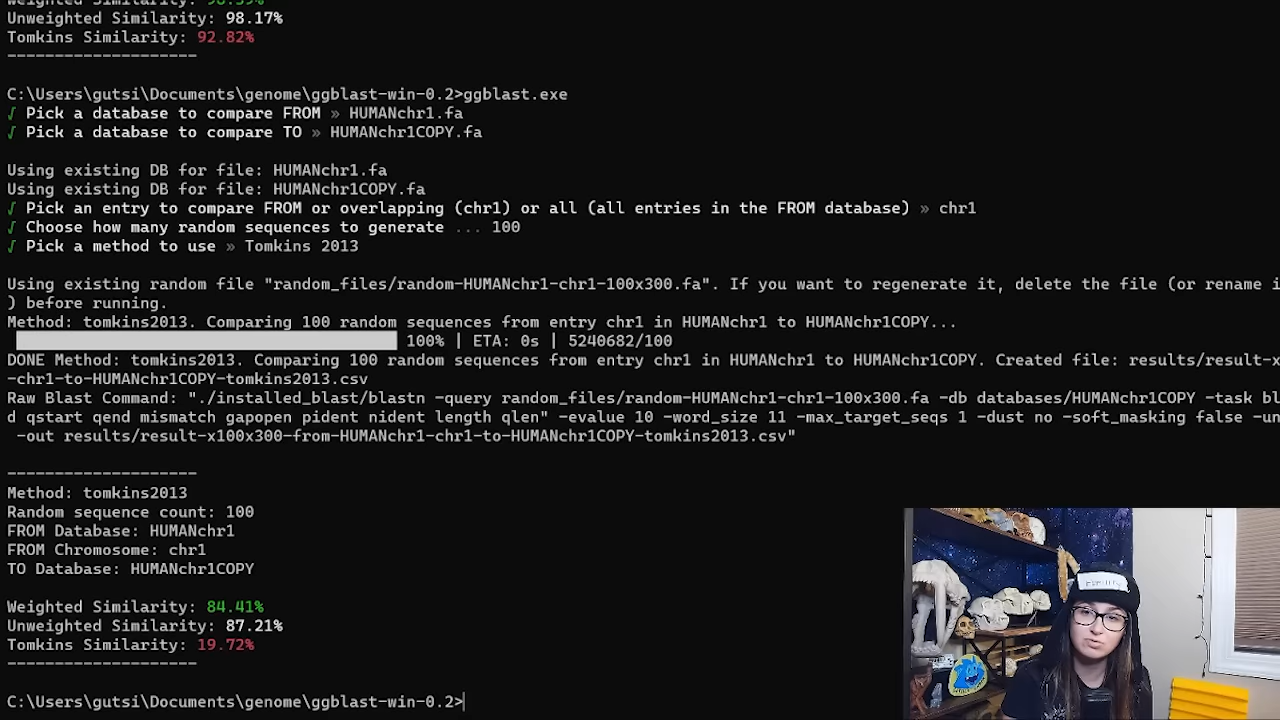 Weighted Similarity: 98.39%
Unweighted Similarity: 98.17%
Tomkins Similarity: 92.82%
--------------------
C:\Users\gutsi\Documents\genome\ggblast-win-0.2>ggblast.exe
√ Pick a database to compare FROM » HUMANchr1.fa
√ Pick a database to compare TO » HUMANchr1COPY.fa
Using existing DB for file: HUMANchr1.fa
Using existing DB for file: HUMANchr1COPY.fa
√ Pick an entry to compare FROM or overlapping (chr1) or all (all entries in the FROM database) » chr1
√ Choose how many random sequences to generate ... 100
√ Pick a method to use » Tomkins 2013
Using existing random file "random_files/random-HUMANchr1-chr1-100x300.fa". If you want to regenerate it, delete the file (or rename i
) before running.
Method: tomkins2013. Comparing 100 random sequences from entry chr1 in HUMANchr1 to HUMANchr1COPY...
100% | ETA: 0s | 5240682/100
DONE Method: tomkins2013. Comparing 100 random sequences from entry chr1 in HUMANchr1 to HUMANchr1COPY. Created file: results/result-x
-chr1-to-HUMANchr1COPY-tomkins2013.csv
Raw Blast Command: "./installed_blast/blastn -query random_files/random-HUMANchr1-chr1-100x300.fa -db databases/HUMANchr1COPY -task bl
d qstart qend mismatch gapopen pident nident length qlen" -evalue 10 -word_size 11 -max_target_seqs 1 -dust no -soft_masking false -un
-out results/result-x100x300-from-HUMANchr1-chr1-to-HUMANchr1COPY-tomkins2013.csv"
--------------------
Method: tomkins2013
Random sequence count: 100
FROM Database: HUMANchr1
FROM Chromosome: chr1
TO Database: HUMANchr1COPY
Weighted Similarity: 84.41%
Unweighted Similarity: 87.21%
Tomkins Similarity: 19.72%
--------------------
C:\Users\gutsi\Documents\genome\ggblast-win-0.2>